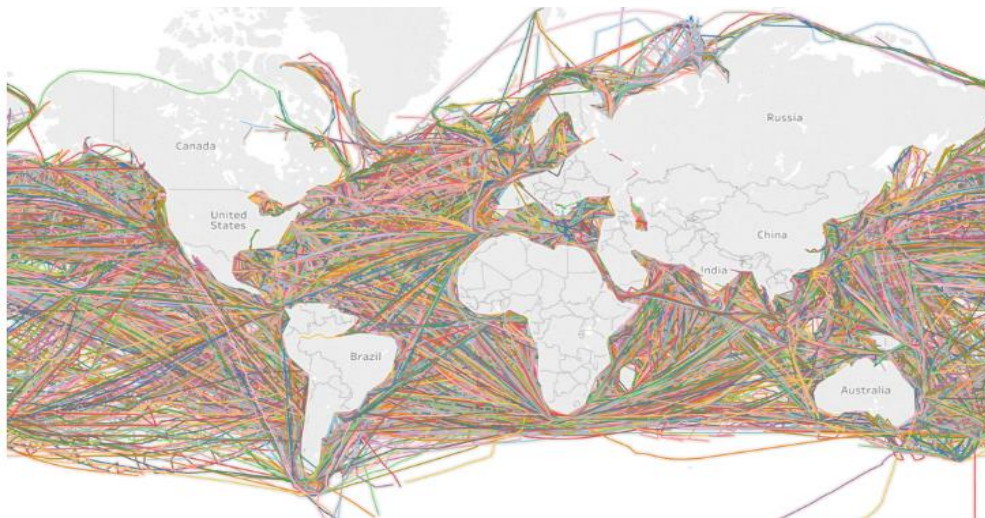 Russia
Canada
United
States
China
India
Brazil
Australia